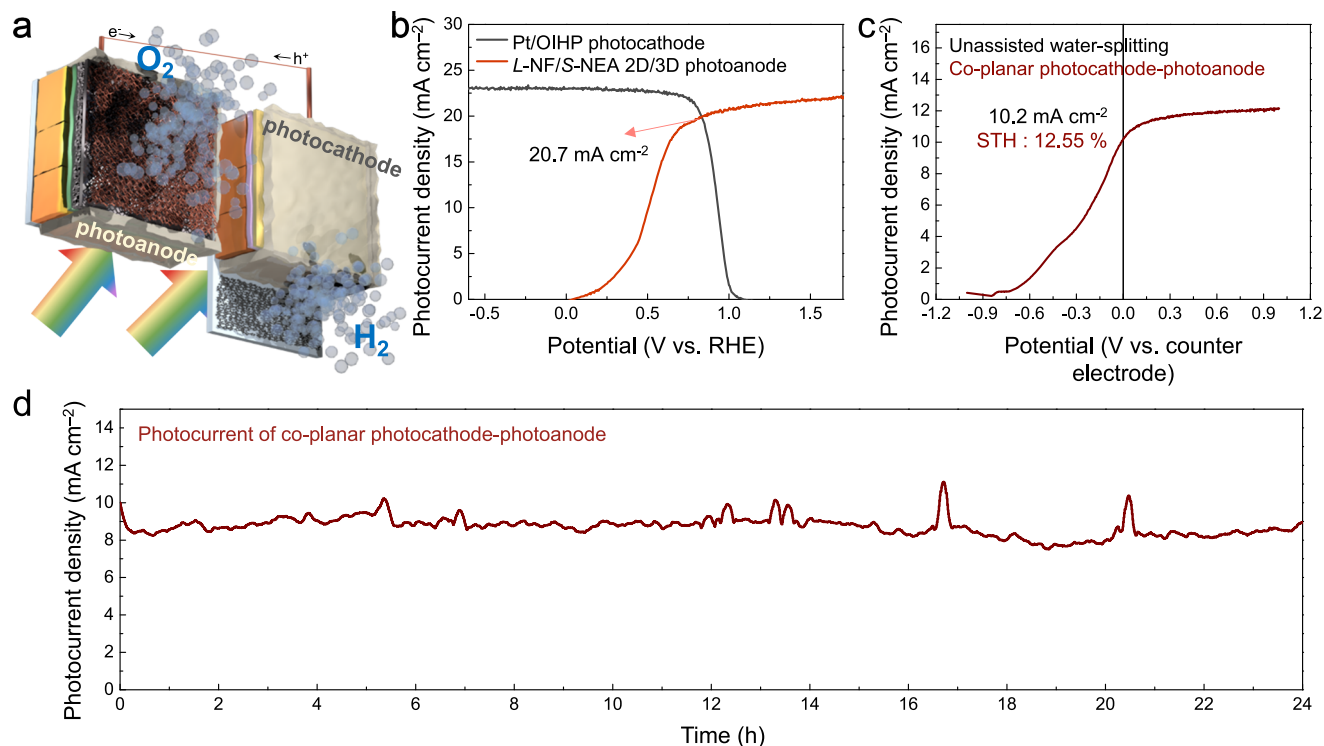 a
e⁻→
←h⁺
O₂
photocathode
photoanode
H₂
b
Photocurrent density (mA cm⁻²)
30
25
20
15
10
5
0
Pt/OIHP photocathode
L-NF/S-NEA 2D/3D photoanode
20.7 mA cm⁻²
-0.5 0.0 0.5 1.0 1.5
Potential (V vs. RHE)
c
Photocurrent density (mA cm⁻²)
16
14
12
10
8
6
4
2
0
Unassisted water-splitting
Co-planar photocathode-photoanode
10.2 mA cm⁻²
STH : 12.55 %
-1.2 -0.9 -0.6 -0.3 0.0 0.3 0.6 0.9 1.2
Potential (V vs. counter
electrode)
d
Photocurrent density (mA cm⁻²)
14
12
10
8
6
4
2
0
Photocurrent of co-planar photocathode-photoanode
0 2 4 6 8 10 12 14 16 18 20 22 24
Time (h)